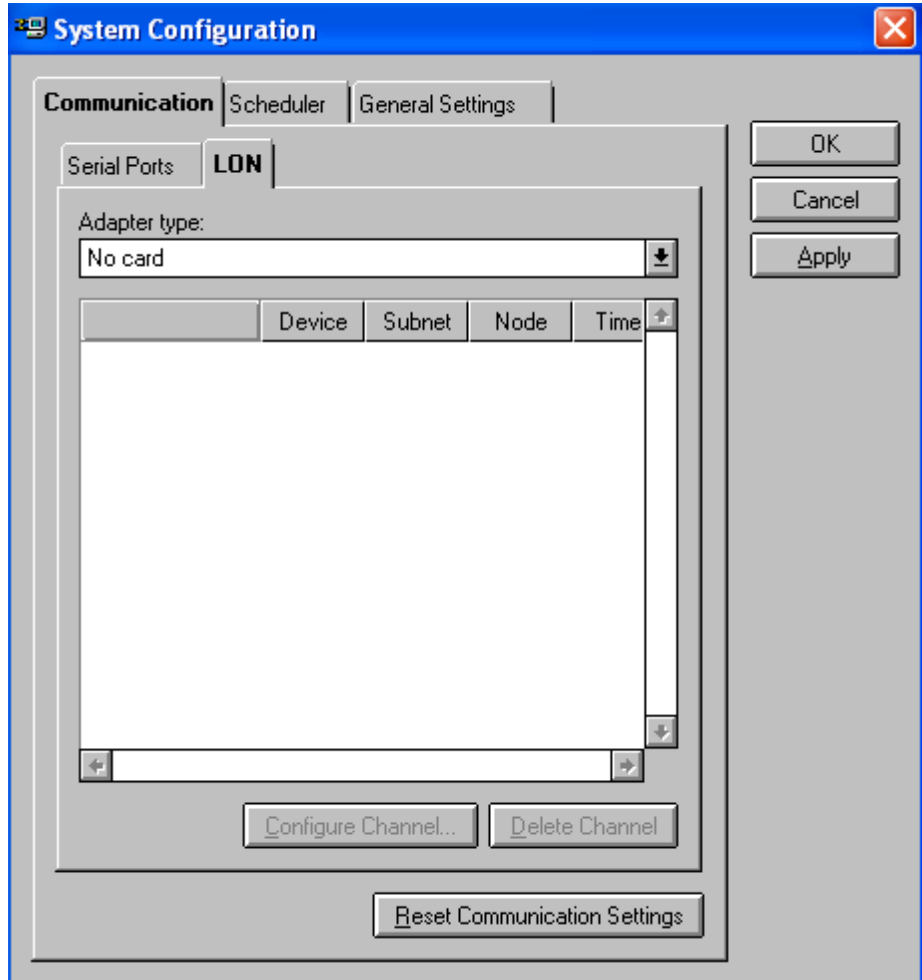 System Configuration
Communication Scheduler General Settings
OK
Serial Ports LON
Cancel
Adapter type:
No card
Apply
Device Subnet Node Time
Configure Channel... Delete Channel
Reset Communication Settings